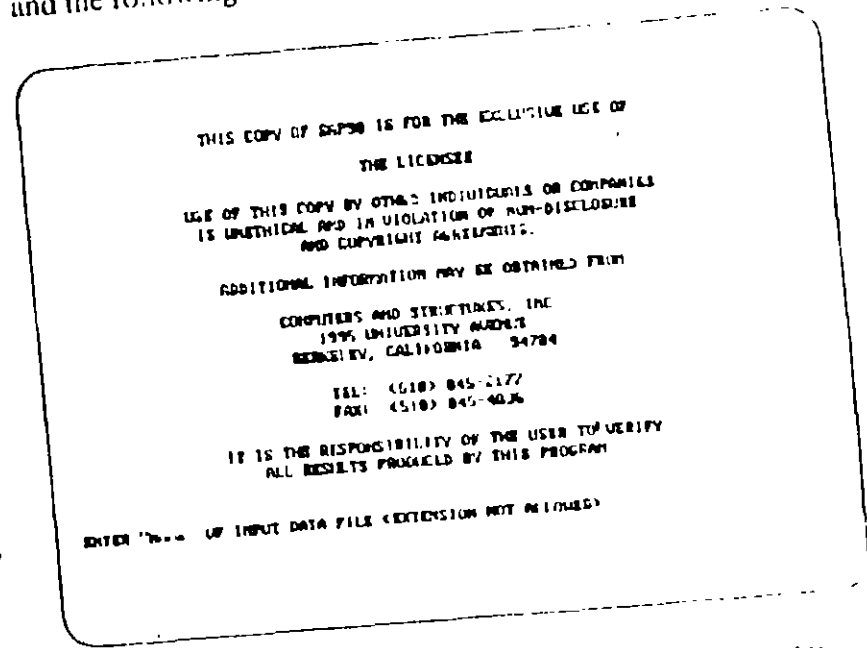 and the following
THIS COPY OF SAP90 IS FOR THE EXCLUSIVE USE OF
THE LICENSEE
USE OF THIS COPY BY OTHER INDIVIDUALS OR COMPANIES
IS UNETHICAL AND IN VIOLATION OF NON-DISCLOSURE
AND COPYRIGHT AGREEMENTS.
ADDITIONAL INFORMATION MAY BE OBTAINED FROM
COMPUTERS AND STRUCTURES, INC
1995 UNIVERSITY AVENUE
BERKELEY, CALIFORNIA 94704
TEL: (510) 845-2177
FAX: (510) 845-4096
IT IS THE RESPONSIBILITY OF THE USER TO VERIFY
ALL RESULTS PRODUCED BY THIS PROGRAM
ENTER OF INPUT DATA FILE (EXTENSION NOT ALLOWED)